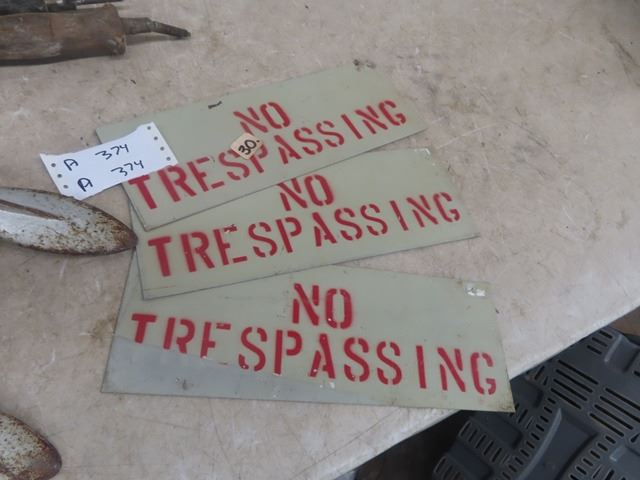 NO
TRESPASSING
30.
A 374
A 374
NO
TRESPASSING
NO
TRESPASSING